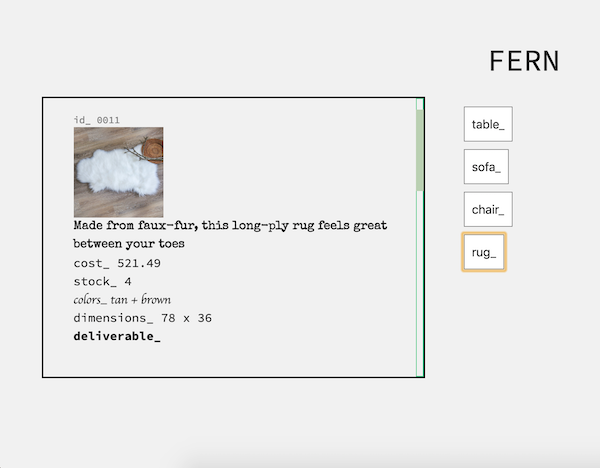 FERN
id_ 0011
Made from faux-fur, this long-ply rug feels great
between your toes
cost_ 521.49
stock_ 4
colors_ tan + brown
dimensions_ 78 x 36
deliverable_
table_
sofa_
chair_
rug_